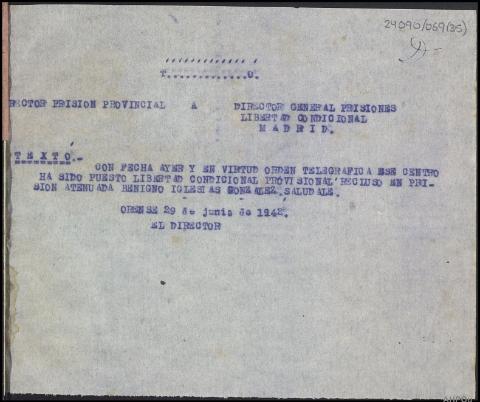 24090/069(35)
T.............O.
RECTOR PRISION PROVINCIAL A DIRECTOR GENERAL PRISIONES
LIBERTAD CONDICIONAL
MADRID.
TEXTO.-
CON FECHA AYER Y EN VIRTUD ORDEN TELEGRAFICA ESE CENTRO
HA SIDO PUESTO LIBERTAD CONDICIONAL PROVISIONAL RECLUSO EN PRI-
SION ATENUADA BENIGNO IGLESIAS GONZALEZ. SALUDALE.
ORENSE 29 de junio de 1942.
EL DIRECTOR